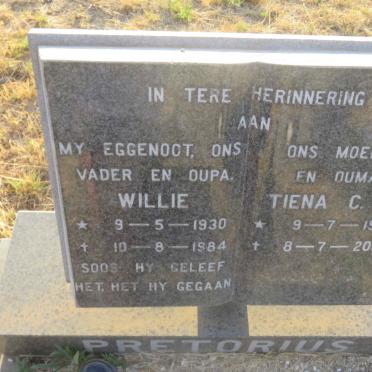 IN TERE HERINNERING
AAN
MY EGGENOOT, ONS
VADER EN OUPA.
WILLIE
★ 9-5-1930
✝ 10-8-1984
SOOS HY GELEEF
HET, HET HY GEGAAN
ONS MOE
EN OUMA
TIENA C.
★ 9-7-19
✝ 8-7-20
PRETORIUS